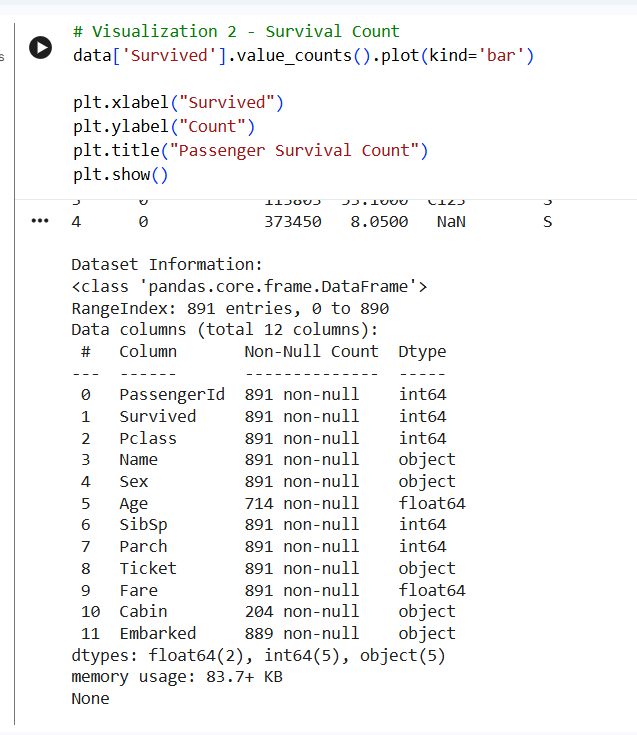 # Visualization 2 - Survival Count
data['Survived'].value_counts().plot(kind='bar')
plt.xlabel("Survived")
plt.ylabel("Count")
plt.title("Passenger Survival Count")
plt.show()
4 0 373450 8.0500 NaN S
Dataset Information:
<class 'pandas.core.frame.DataFrame'>
RangeIndex: 891 entries, 0 to 890
Data columns (total 12 columns):
# Column Non-Null Count Dtype
--- ------ -------------- -----
0 PassengerId 891 non-null int64
1 Survived 891 non-null int64
2 Pclass 891 non-null int64
3 Name 891 non-null object
4 Sex 891 non-null object
5 Age 714 non-null float64
6 SibSp 891 non-null int64
7 Parch 891 non-null int64
8 Ticket 891 non-null object
9 Fare 891 non-null float64
10 Cabin 204 non-null object
11 Embarked 889 non-null object
dtypes: float64(2), int64(5), object(5)
memory usage: 83.7+ KB
None